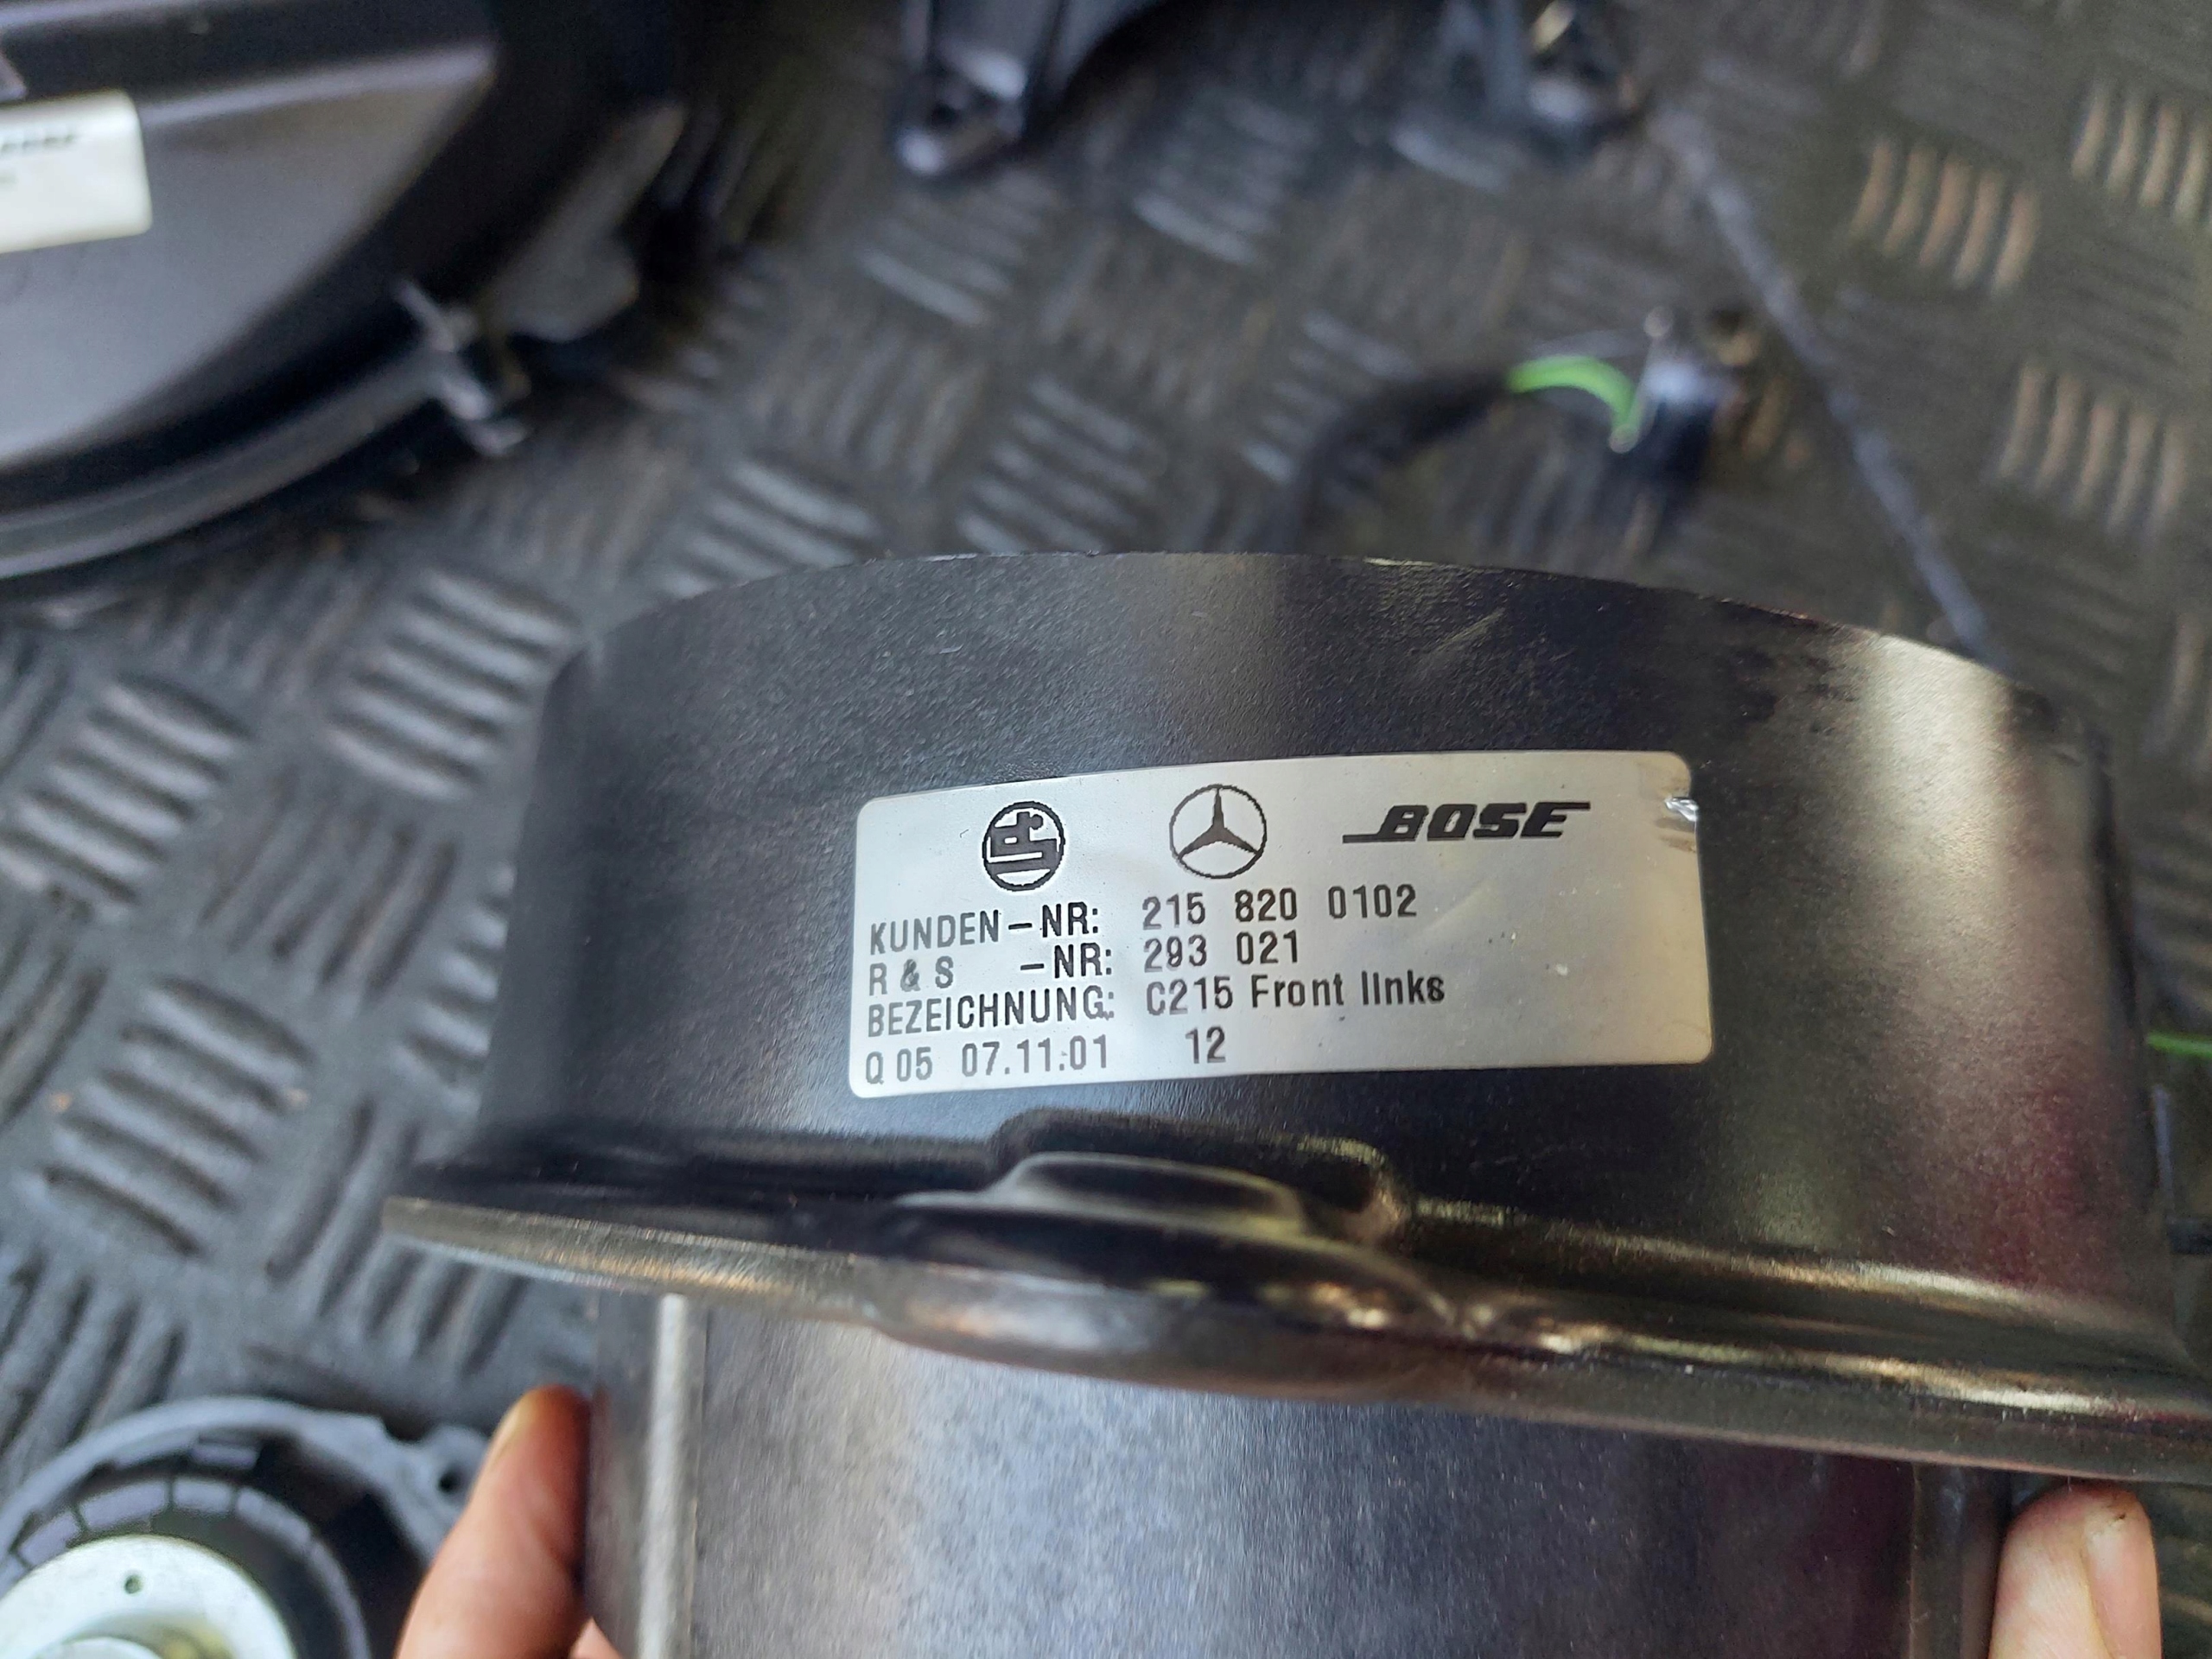 BOSE
KUNDEN-NR: 215 820 0102
R & S -NR: 293 021
BEZEICHNUNG: C215 Front links
Q 05 07.11.01 12